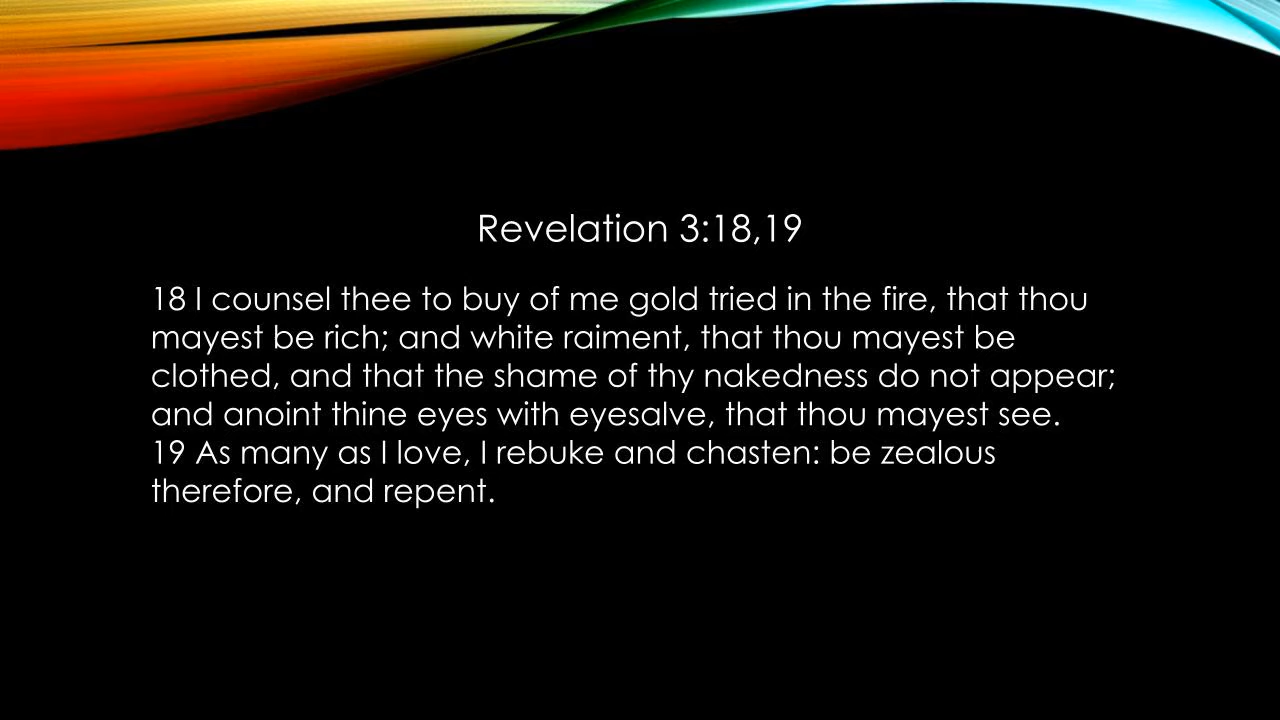 Revelation 3:18,19
18 I counsel thee to buy of me gold tried in the fire, that thou
mayest be rich; and white raiment, that thou mayest be
clothed, and that the shame of thy nakedness do not appear;
and anoint thine eyes with eyesalve, that thou mayest see.
19 As many as I love, I rebuke and chasten: be zealous
therefore, and repent.